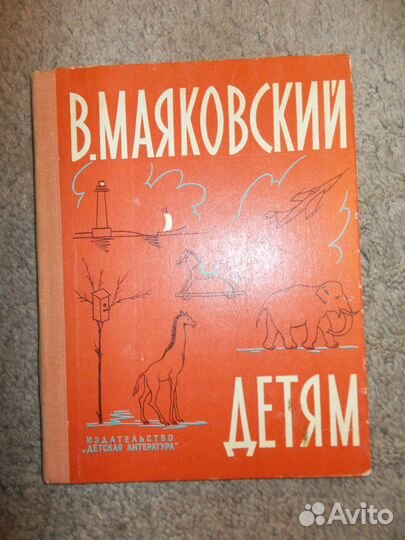 В.МАЯКОВСКИЙ
ДЕТЯМ
ИЗДАТЕЛЬСТВО
„ДЕТСКАЯ ЛИТЕРАТУРА"
Avito